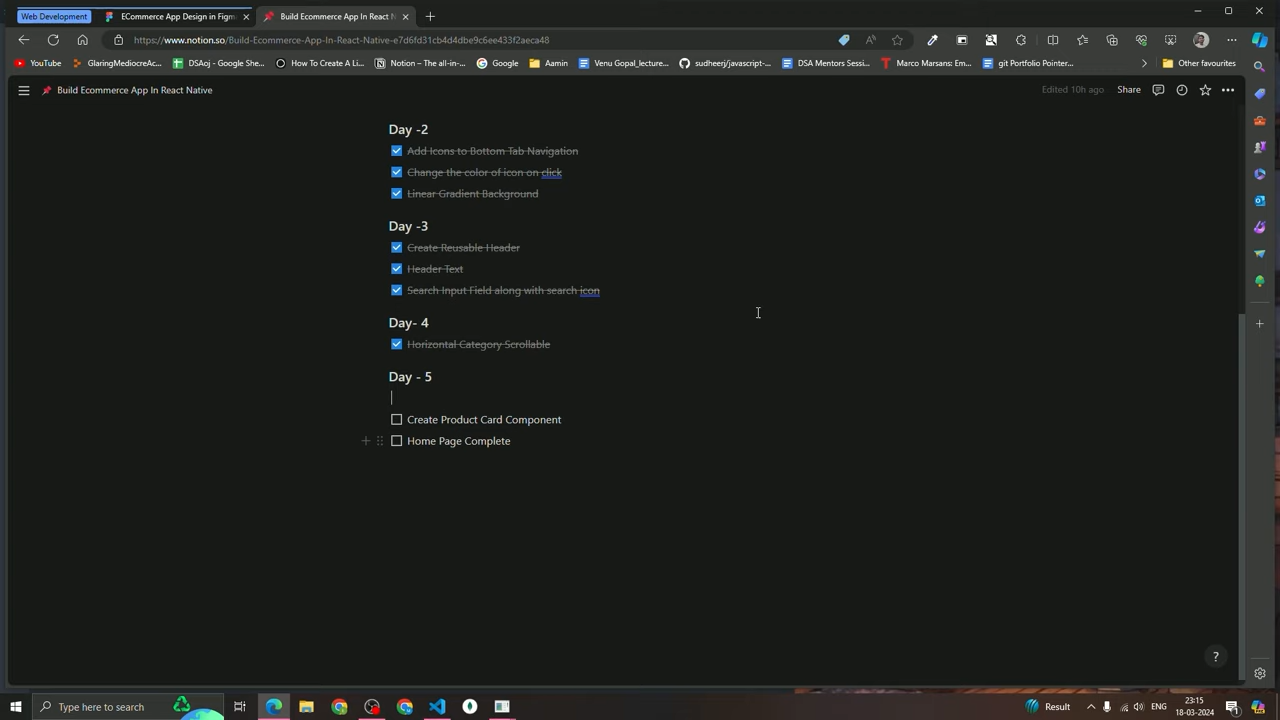 Web Development
ECommerce App Design in Figm
Build Ecommerce App In React N
https://www.notion.so/Build-Ecommerce-App-In-React-Native-e7d6fd31cb4d4dbe9c6ee433f2aeca48
YouTube
GlaringMediocreAc...
DSAoj - Google She...
How To Create A Li...
Notion – The all-in-...
Google
Aamin
Venu Gopal_lecture...
sudheerj/javascript-...
DSA Mentors Sessi...
Marco Marsans: Em...
git Portfolio Pointer...
Other favourites
Build Ecommerce App In React Native
Edited 10h ago
Share
Day -2
Add Icons to Bottom Tab Navigation
Change the color of icon on click
Linear Gradient Background
Day -3
Create Reusable Header
Header Text
Search Input Field along with search icon
Day- 4
Horizontal Category Scrollable
Day - 5
Create Product Card Component
Home Page Complete
?
Type here to search
Result
ENG
23:15
18-03-2024